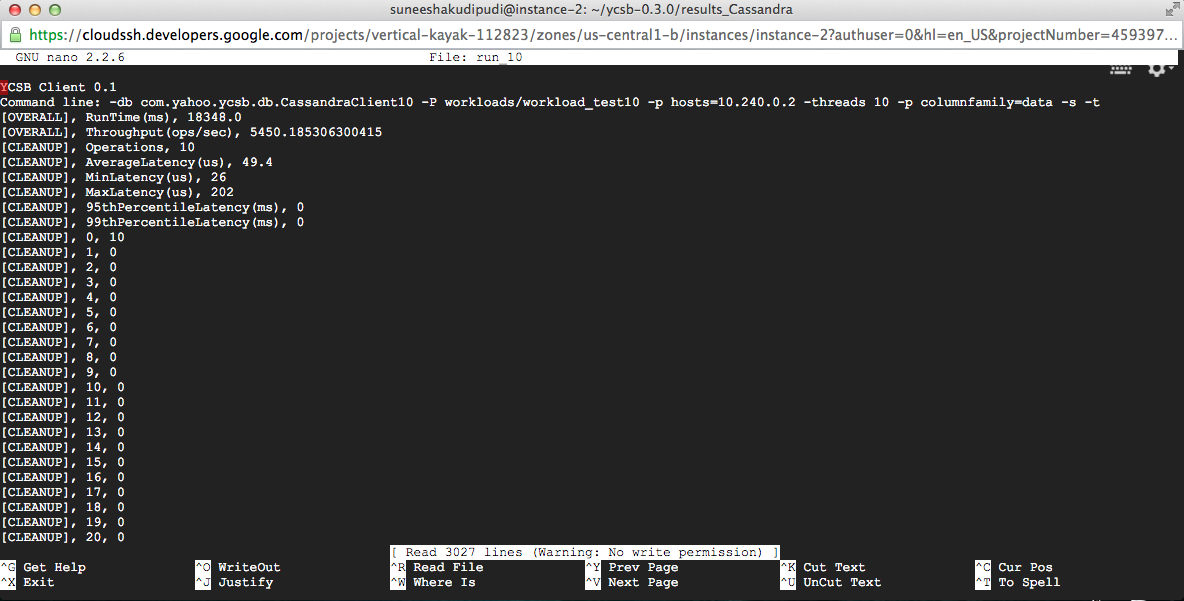 suneeshakudipudi@instance-2: ~/ycsb-0.3.0/results_Cassandra
https://cloudssh.developers.google.com/projects/vertical-kayak-112823/zones/us-central1-b/instances/instance-2?authuser=0&hl=en_US&projectNumber=459397...
GNU nano 2.2.6 File: run_10
YCSB Client 0.1
Command line: -db com.yahoo.ycsb.db.CassandraClient10 -P workloads/workload_test10 -p hosts=10.240.0.2 -threads 10 -p columnfamily=data -s -t
[OVERALL], RunTime(ms), 18348.0
[OVERALL], Throughput(ops/sec), 5450.185306300415
[CLEANUP], Operations, 10
[CLEANUP], AverageLatency(us), 49.4
[CLEANUP], MinLatency(us), 26
[CLEANUP], MaxLatency(us), 202
[CLEANUP], 95thPercentileLatency(ms), 0
[CLEANUP], 99thPercentileLatency(ms), 0
[CLEANUP], 0, 10
[CLEANUP], 1, 0
[CLEANUP], 2, 0
[CLEANUP], 3, 0
[CLEANUP], 4, 0
[CLEANUP], 5, 0
[CLEANUP], 6, 0
[CLEANUP], 7, 0
[CLEANUP], 8, 0
[CLEANUP], 9, 0
[CLEANUP], 10, 0
[CLEANUP], 11, 0
[CLEANUP], 12, 0
[CLEANUP], 13, 0
[CLEANUP], 14, 0
[CLEANUP], 15, 0
[CLEANUP], 16, 0
[CLEANUP], 17, 0
[CLEANUP], 18, 0
[CLEANUP], 19, 0
[CLEANUP], 20, 0
[ Read 3027 lines (Warning: No write permission) ]
^G Get Help ^O WriteOut ^R Read File ^Y Prev Page ^K Cut Text ^C Cur Pos
^X Exit ^J Justify ^W Where Is ^V Next Page ^U UnCut Text ^T To Spell